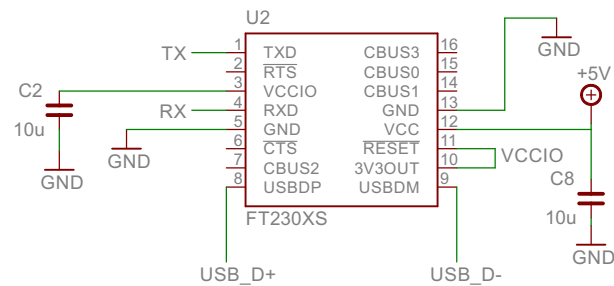 U2
TX 1 TXD CBUS3 16
2 RTS CBUS0 15
C2 3 VCCIO CBUS1 14
RX 4 RXD GND 13 GND
10u 5 GND VCC 12 +5V
GND 6 CTS RESET 11
GND 7 CBUS2 3V3OUT 10 VCCIO
8 USBDP USBDM 9 C8
FT230XS 10u
USB_D+ USB_D- GND